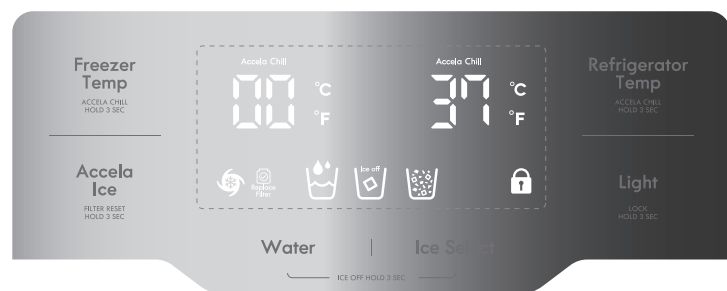 Freezer
Temp
ACCELA CHILL
HOLD 3 SEC
Accela Chill
00 °C
°F
Accela Chill
37 °C
°F
Refrigerator
Temp
ACCELA CHILL
HOLD 3 SEC
Accela
Ice
FILTER RESET
HOLD 3 SEC
Replace
Filter
Ice off
Light
LOCK
HOLD 3 SEC
Water | Ice Select
ICE OFF HOLD 3 SEC